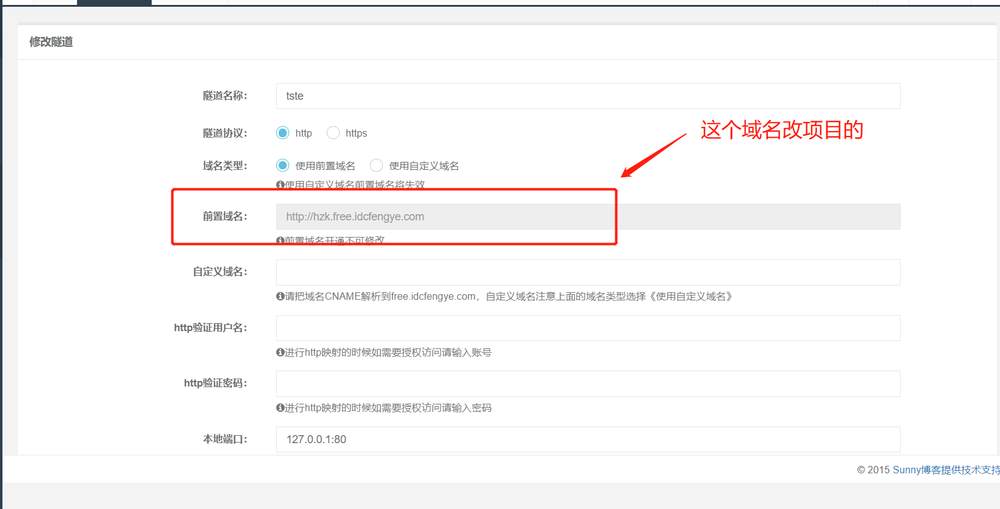 修改隧道
隧道名称：
tste
隧道协议：
http
https
这个域名改项目的
域名类型：
使用前置域名
使用自定义域名
使用自定义域名前置域名将失效
前置域名：
http://hzk.free.idcfengye.com
前置域名开通不可修改
自定义域名：
请把域名CNAME解析到free.idcfengye.com，自定义域名注意上面的域名类型选择《使用自定义域名》
http验证用户名：
进行http映射的时候如需要授权访问请输入账号
http验证密码：
进行http映射的时候如需要授权访问请输入密码
本地端口：
127.0.0.1:80
© 2015 Sunny博客提供技术支持